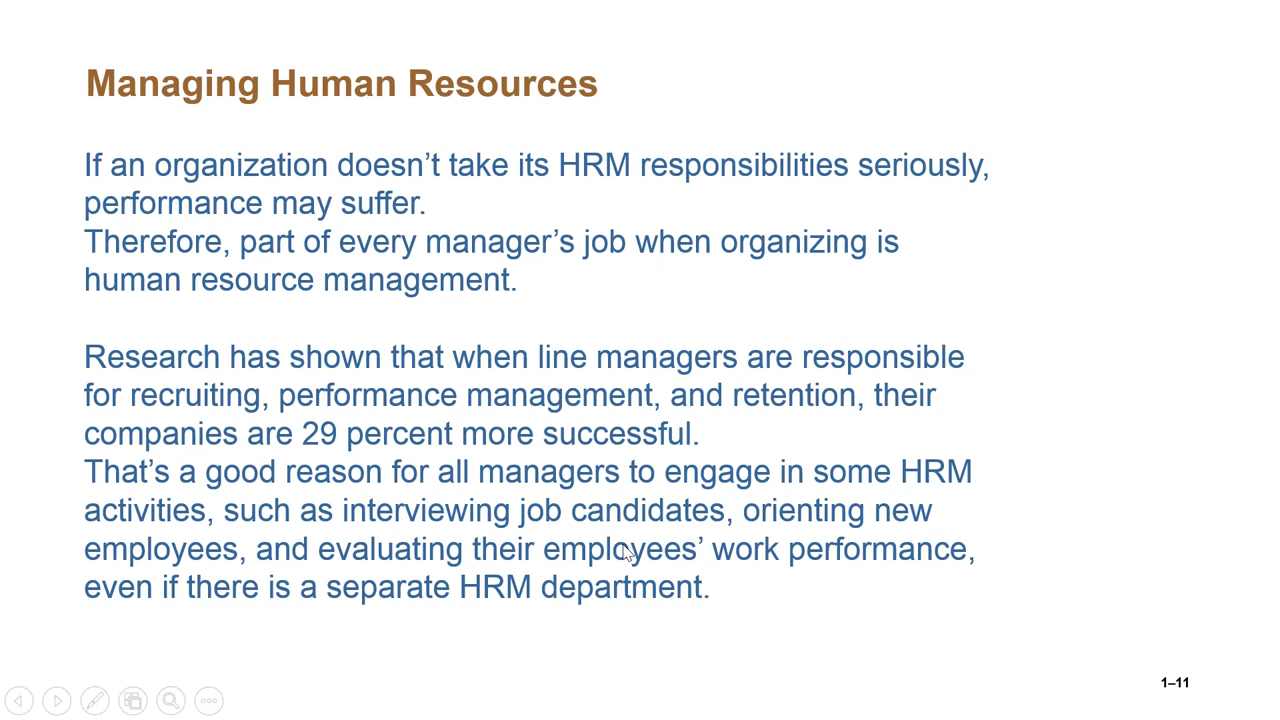 Managing Human Resources
If an organization doesn’t take its HRM responsibilities seriously,
performance may suffer.
Therefore, part of every manager’s job when organizing is
human resource management.
Research has shown that when line managers are responsible
for recruiting, performance management, and retention, their
companies are 29 percent more successful.
That’s a good reason for all managers to engage in some HRM
activities, such as interviewing job candidates, orienting new
employees, and evaluating their employees’ work performance,
even if there is a separate HRM department.
1–11